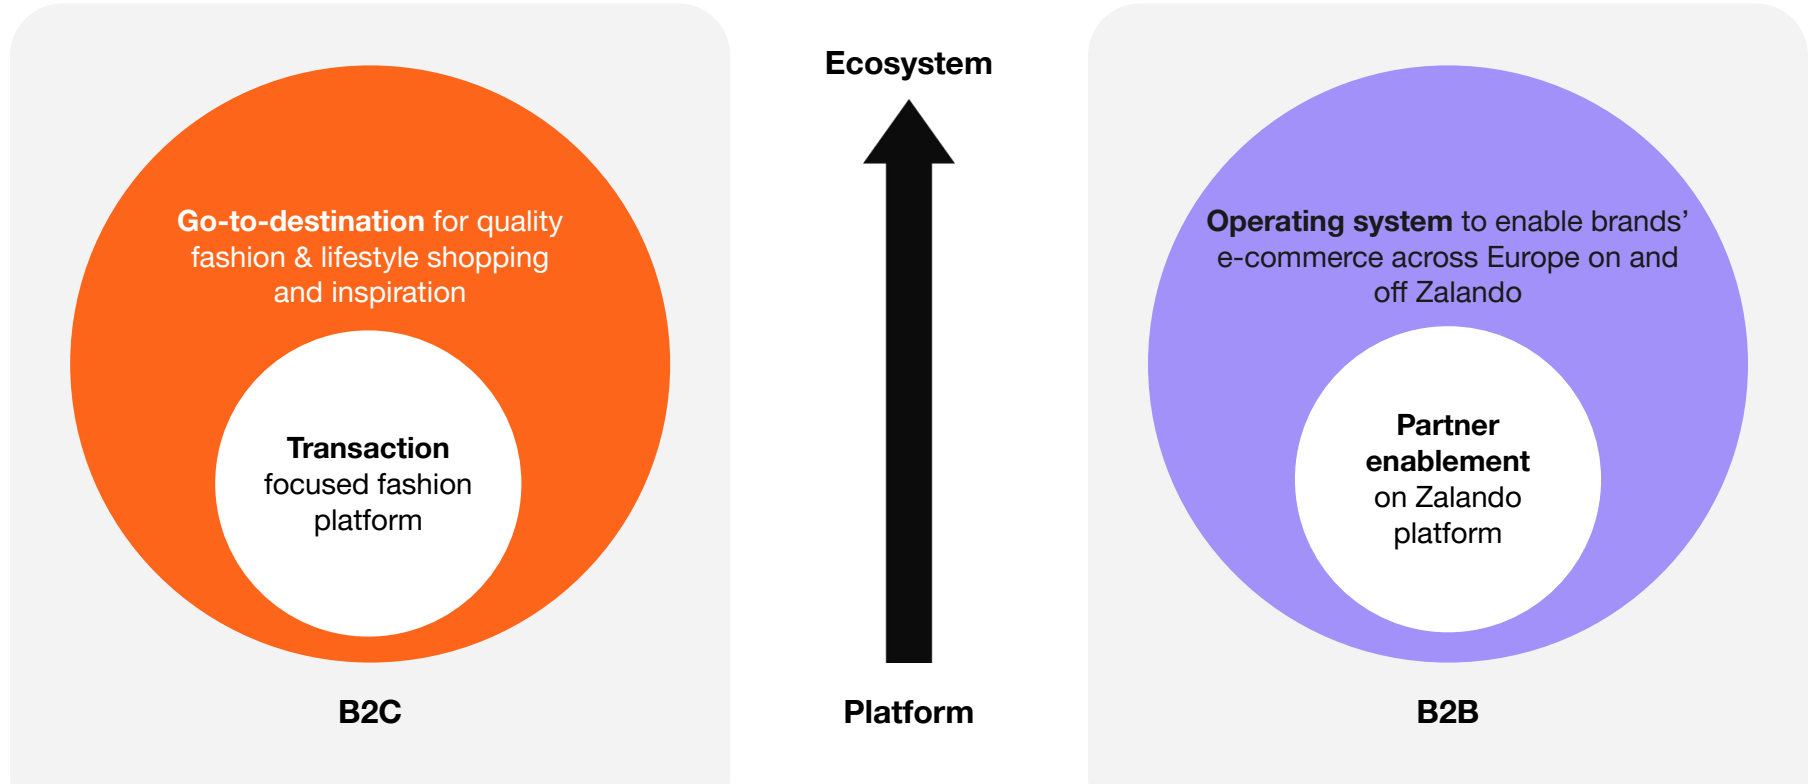 Go-to-destination for quality
fashion & lifestyle shopping
and inspiration
Transaction
focused fashion
platform
B2C
Ecosystem
Platform
Operating system to enable brands’
e-commerce across Europe on and
off Zalando
Partner
enablement
on Zalando
platform
B2B